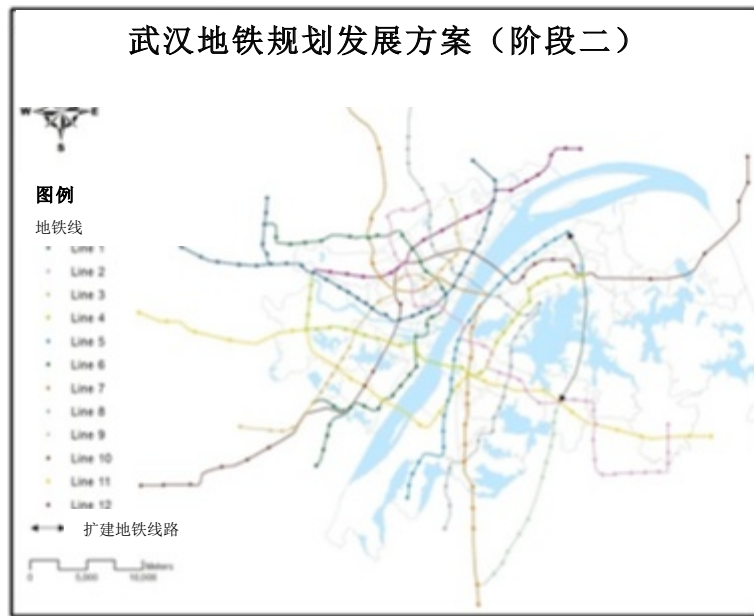 武汉地铁规划发展方案（阶段二）
W E
S
图例
地铁线
Line 1
Line 2
Line 3
Line 4
Line 5
Line 6
Line 7
Line 8
Line 9
Line 10
Line 11
Line 12
扩建地铁线路
Meters
0 5,000 10,000